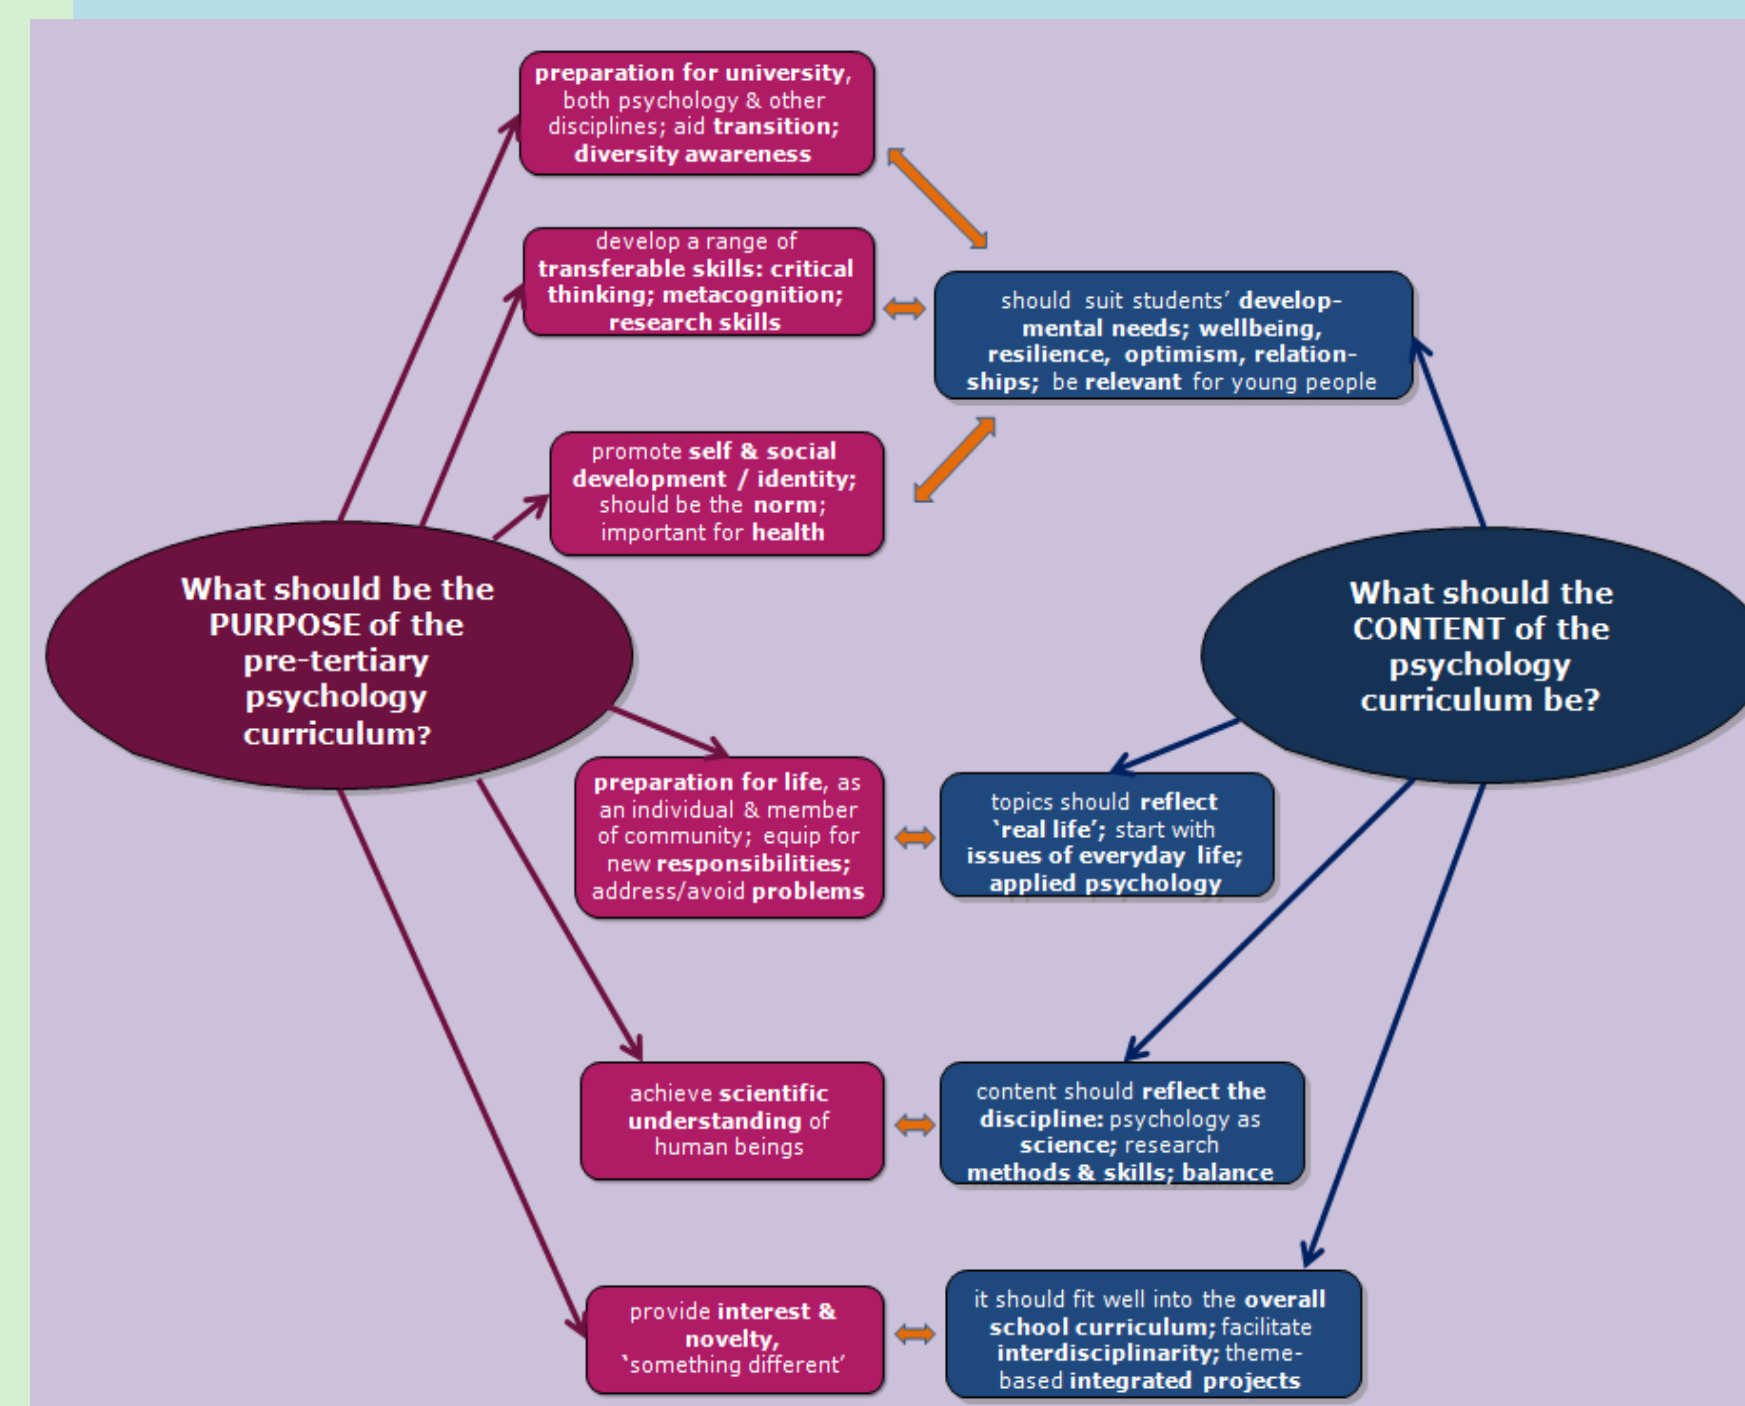 preparation for university,
both psychology & other
disciplines; aid transition;
diversity awareness
develop a range of
transferable skills: critical
thinking; metacognition;
research skills
should suit students’ develop-
mental needs; wellbeing,
resilience, optimism, relation-
ships; be relevant for young people
promote self & social
development / identity;
should be the norm;
important for health
What should be the
PURPOSE of the
pre-tertiary
psychology
curriculum?
What should the
CONTENT of the
psychology
curriculum be?
preparation for life, as
an individual & member
of community; equip for
new responsibilities;
address/avoid problems
topics should reflect
‘real life’; start with
issues of everyday life;
applied psychology
achieve scientific
understanding of
human beings
content should reflect the
discipline: psychology as
science; research
methods & skills; balance
provide interest &
novelty,
‘something different’
it should fit well into the overall
school curriculum; facilitate
interdisciplinarity; theme-
based integrated projects